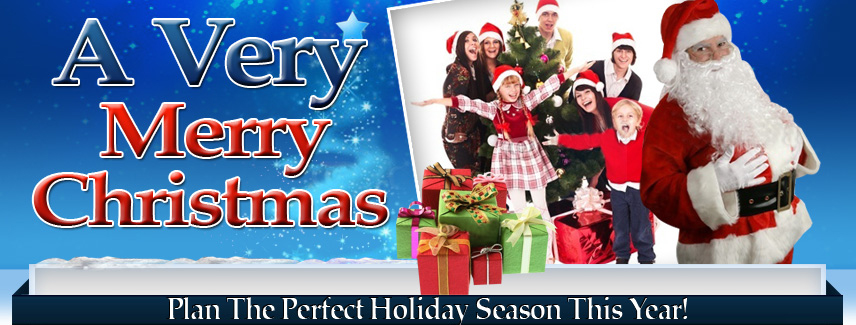 A Very
Merry
Christmas
Plan The Perfect Holiday Season This Year!